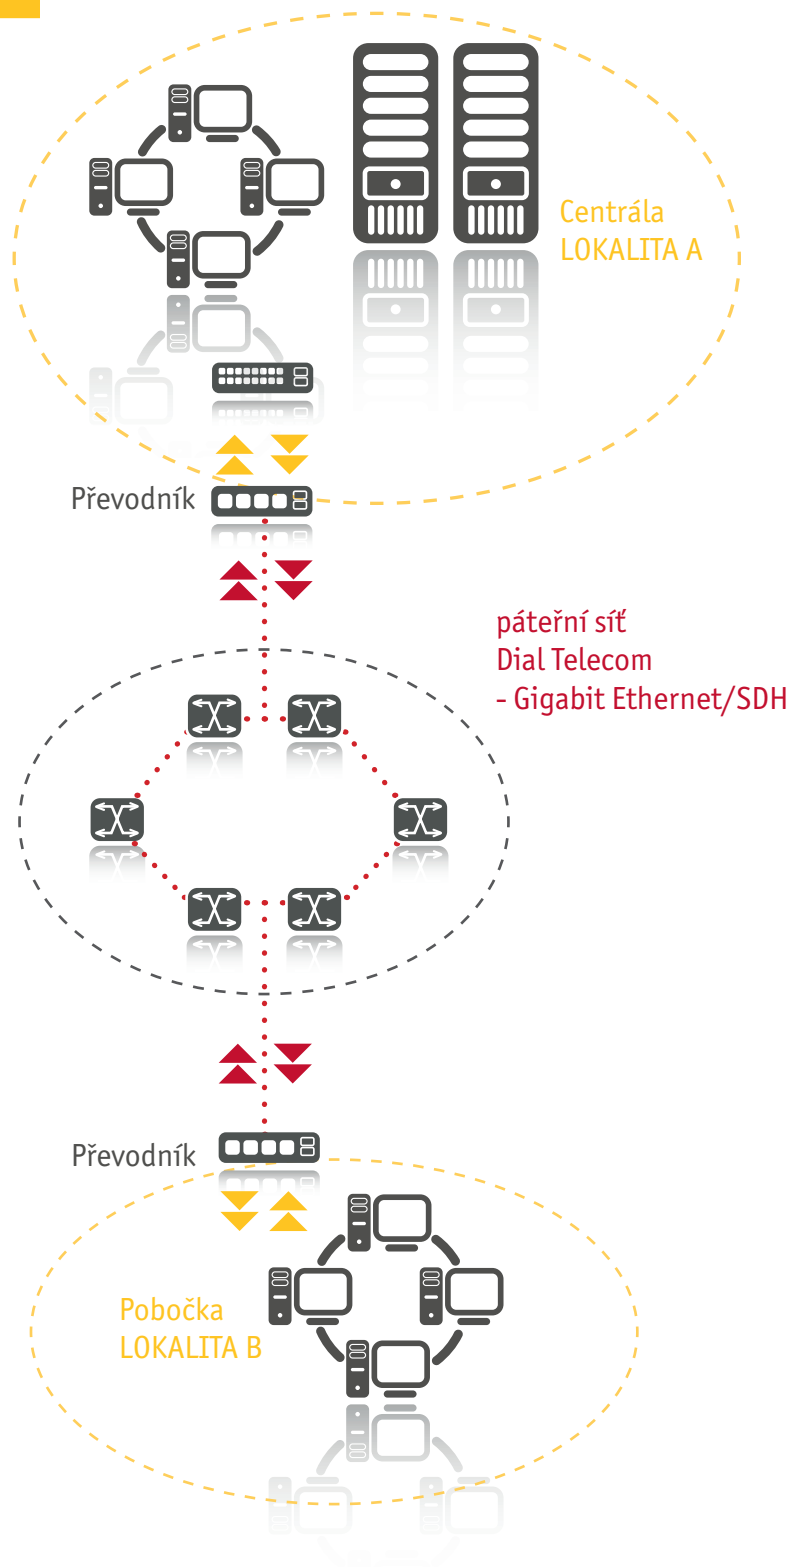 Centrála
LOKALITA A
Převodník
páteřní síť
Dial Telecom
- Gigabit Ethernet/SDH
Převodník
Pobočka
LOKALITA B